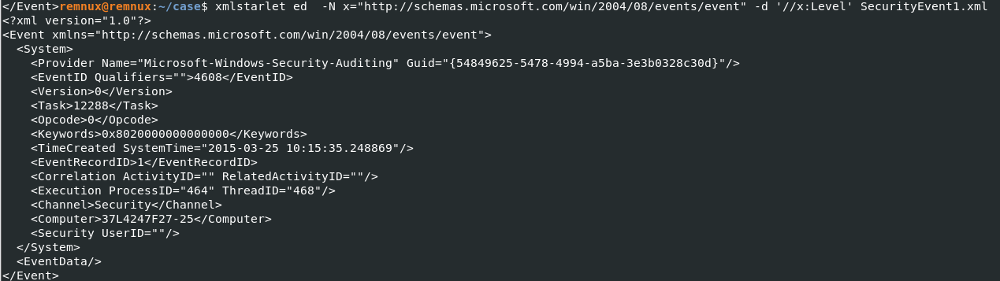 </Event>remnux@remnux:~/case$ xmlstarlet ed  -N x="http://schemas.microsoft.com/win/2004/08/events/event" -d '//x:Level' SecurityEvent1.xml
<?xml version="1.0"?>
<Event xmlns="http://schemas.microsoft.com/win/2004/08/events/event">
  <System>
    <Provider Name="Microsoft-Windows-Security-Auditing" Guid="{54849625-5478-4994-a5ba-3e3b0328c30d}"/>
    <EventID Qualifiers="">4608</EventID>
    <Version>0</Version>
    <Task>12288</Task>
    <Opcode>0</Opcode>
    <Keywords>0x8020000000000000</Keywords>
    <TimeCreated SystemTime="2015-03-25 10:15:35.248869"/>
    <EventRecordID>1</EventRecordID>
    <Correlation ActivityID="" RelatedActivityID=""/>
    <Execution ProcessID="464" ThreadID="468"/>
    <Channel>Security</Channel>
    <Computer>37L4247F27-25</Computer>
    <Security UserID=""/>
  </System>
  <EventData/>
</Event>